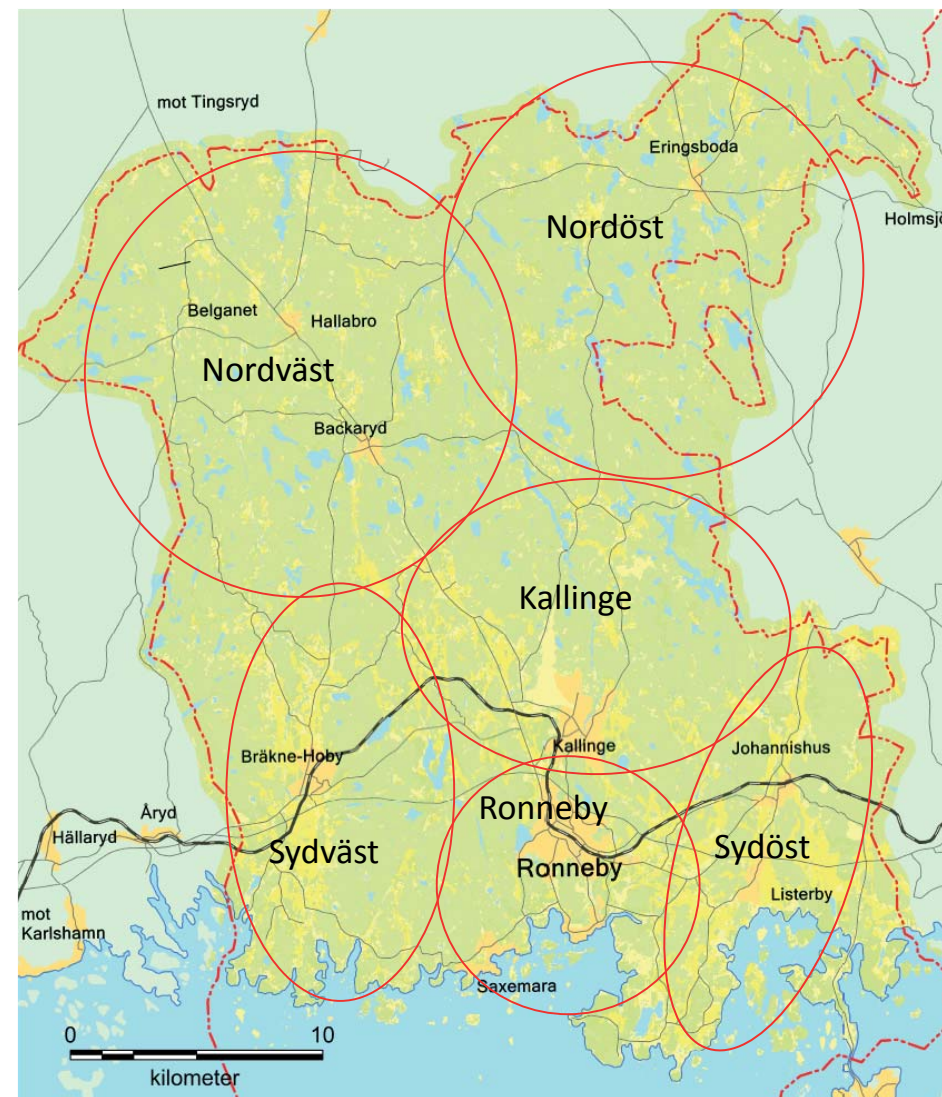 mot Tingsryd
Eringsboda
Nordöst
Holmsjö
Belganet
Hallabro
Nordväst
Backaryd
Kallinge
Bräkne-Hoby
Kallinge
Johannishus
Ronneby
Åryd
Hällaryd
Sydväst
Sydöst
Ronneby
Listerby
mot
Karlshamn
Saxemara
0 10
kilometer